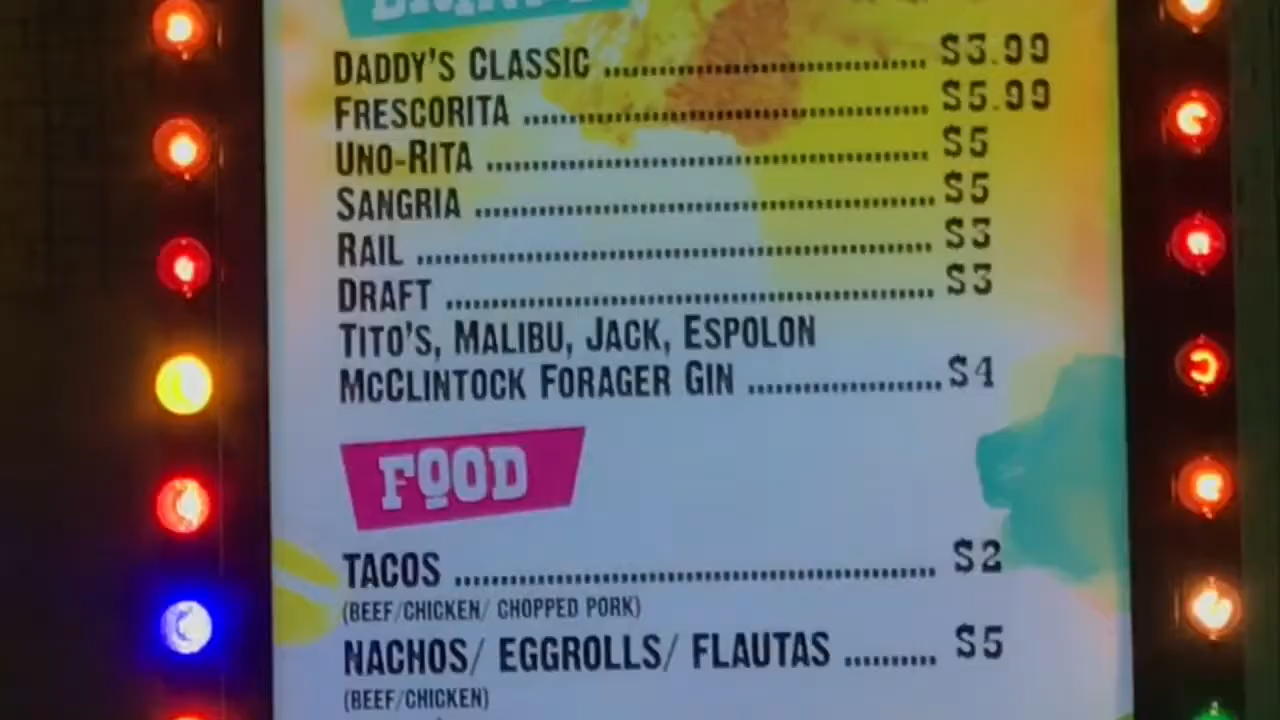 DADDY'S CLASSIC ........................ $3.99
FRESCORITA ........................ $5.99
UNO-RITA ........................ $5
SANGRIA ........................ $5
RAIL ........................ $3
DRAFT ........................ $3
TITO'S, MALIBU, JACK, ESPOLON
MCCLINTOCK FORAGER GIN ................ $4
FOOD
TACOS ........................ $2
(BEEF/CHICKEN/ CHOPPED PORK)
NACHOS/ EGGROLLS/ FLAUTAS .......... $5
(BEEF/CHICKEN)